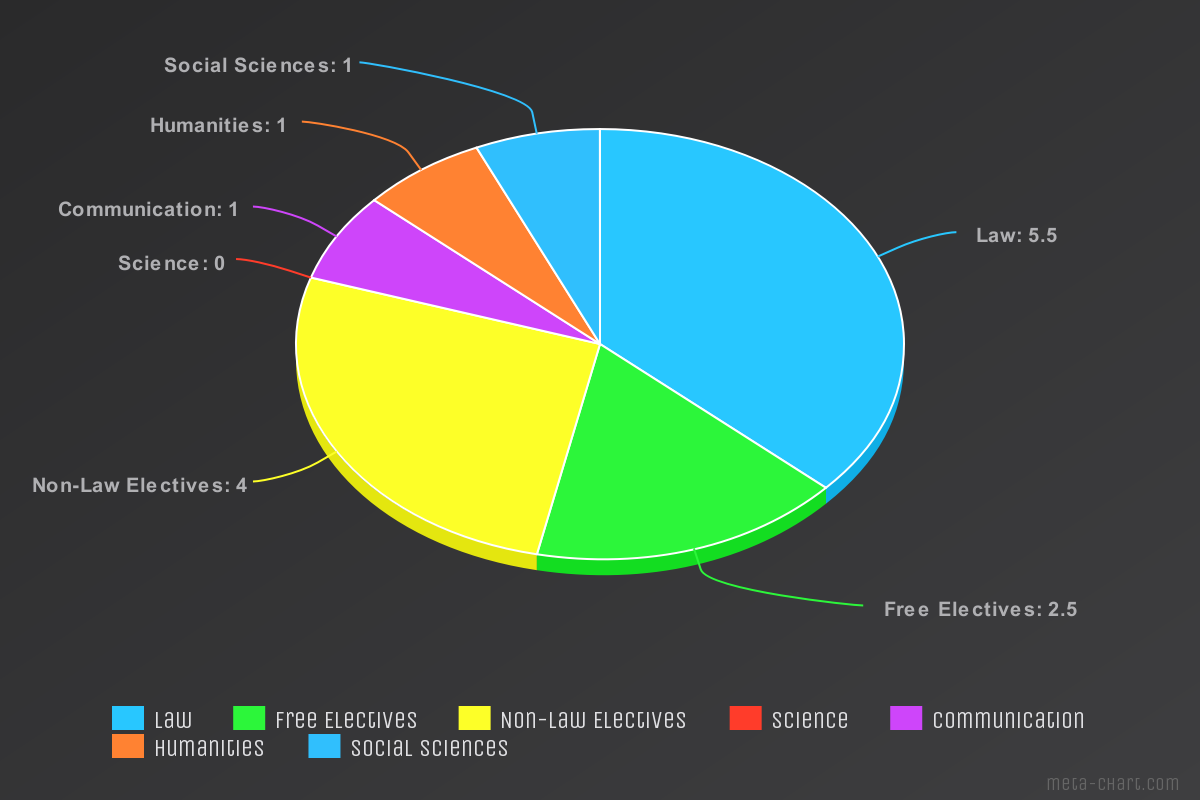 Social Sciences: 1
Humanities: 1
Communication: 1
Law: 5.5
Science: 0
Non-Law Electives: 4
Free Electives: 2.5
Law Free Electives Non-Law Electives Science Communication
Humanities Social Sciences
meta-chart.com